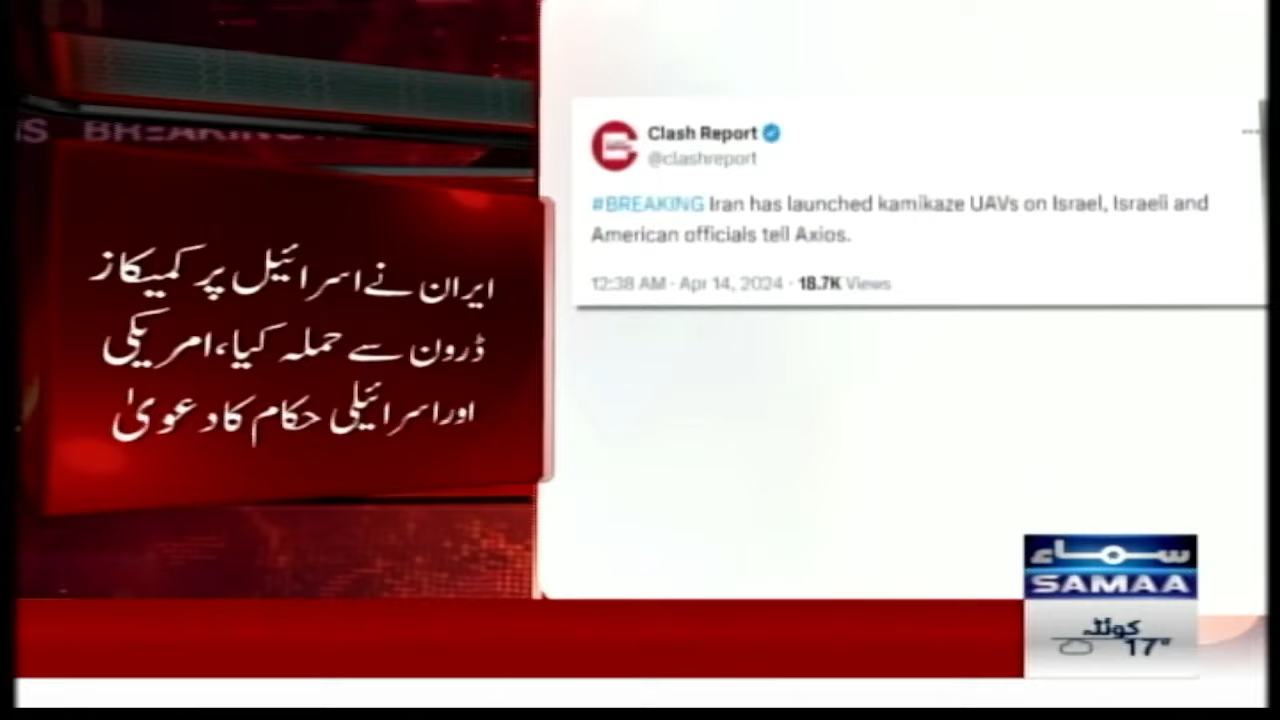 BREAKING
ایران نے اسرائیل پر کمیکاز
ڈرون سے حملہ کیا، امریکی
اور اسرائیلی حکام کا دعویٰ
Clash Report
@clashreport
#BREAKING Iran has launched kamikaze UAVs on Israel, Israeli and
American officials tell Axios.
12:38 AM · Apr 14, 2024 · 18.7K Views
سماء
SAMAA
کوئٹہ
17°